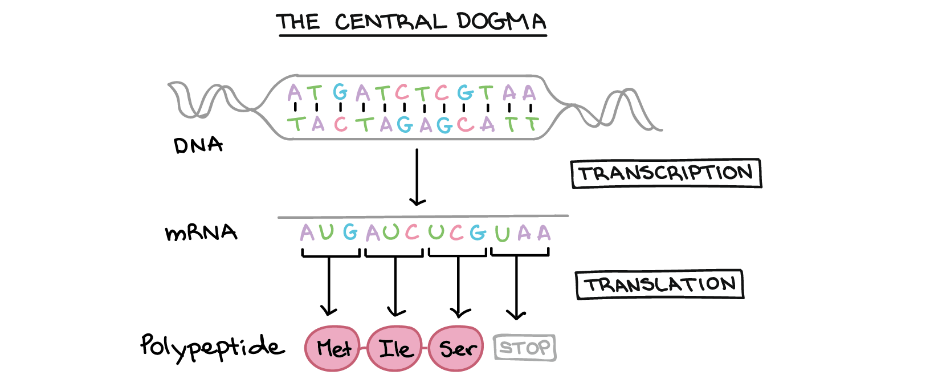 THE CENTRAL DOGMA
ATGATCTCGTAA
TACTAGAGCATT
DNA
TRANSCRIPTION
mRNA AUGAUCUCGUAA
TRANSLATION
Polypeptide Met Ile Ser STOP